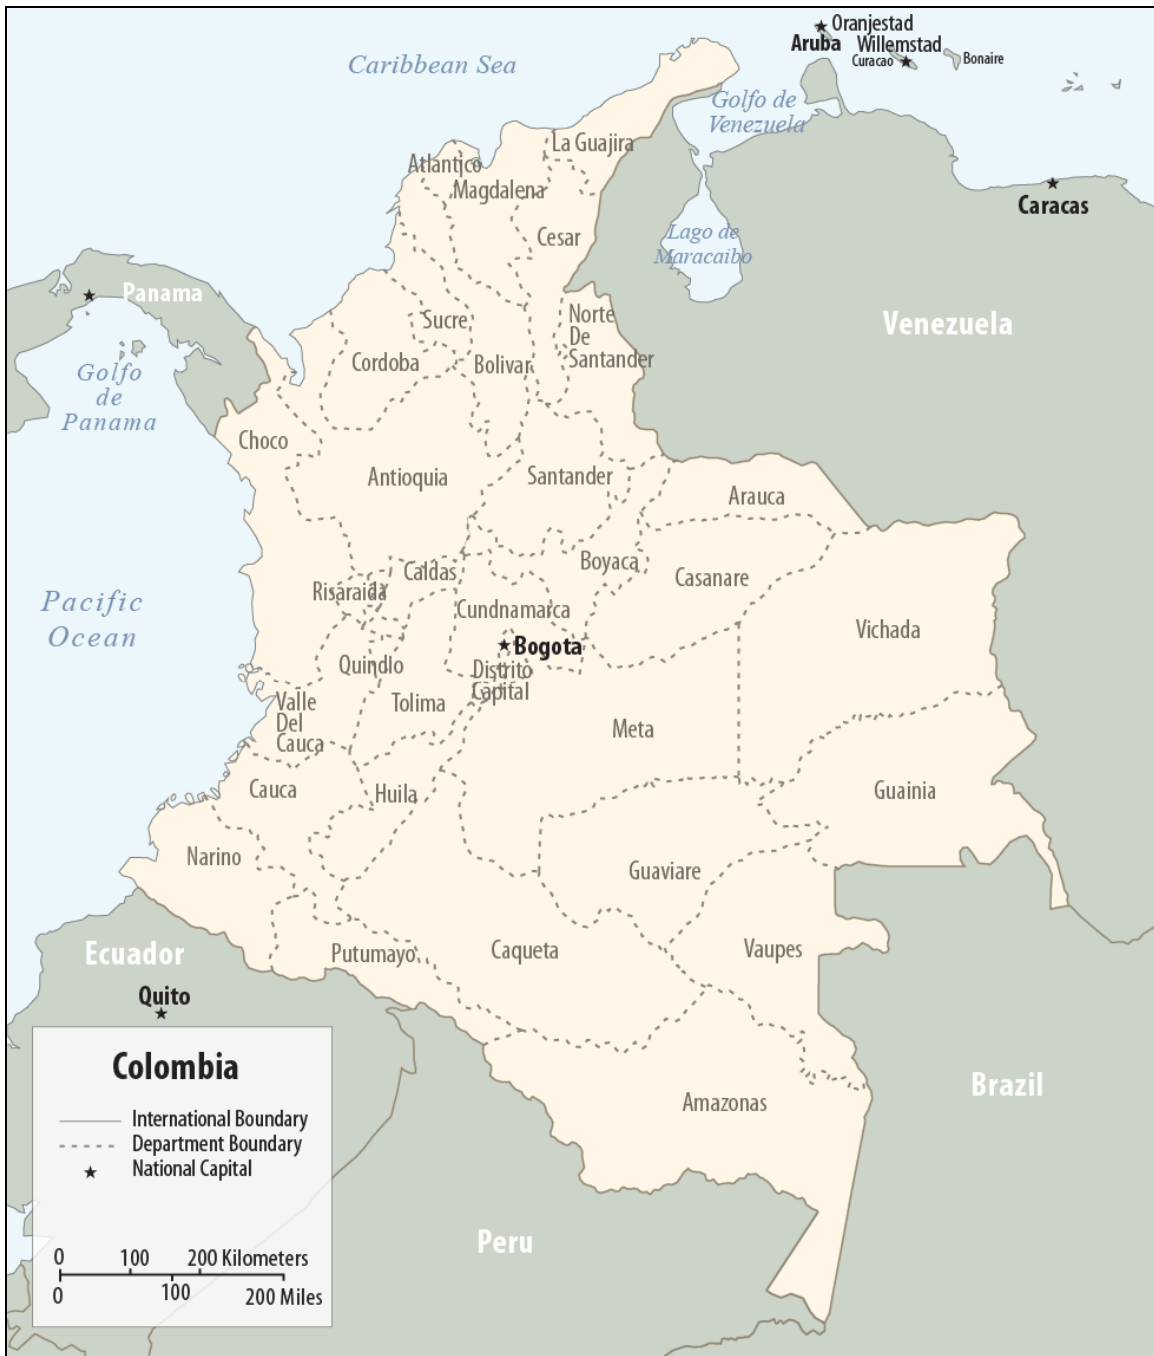 Oranjestad
Aruba
Willemstad
Curacao
Bonaire
Caribbean Sea
Golfo de
Venezuela
La Guajira
Atlantico
Magdalena
Caracas
Cesar
Lago de
Maracaibo
Panama
Venezuela
Norte
De
Santander
Sucre
Cordoba
Bolivar
Golfo
de
Panama
Choco
Antioquia
Santander
Arauca
Boyaca
Caldas
Casanare
Risaraida
Pacific
Ocean
Cundnamarca
Vichada
Bogota
Quindlo
Distrito
Capital
Valle
Del
Cauca
Tolima
Meta
Cauca
Huila
Guainia
Narino
Guaviare
Ecuador
Putumayo
Caqueta
Vaupes
Quito
Colombia
International Boundary
Department Boundary
National Capital
Brazil
Amazonas
Peru
0 100 200 Kilometers
0 100 200 Miles